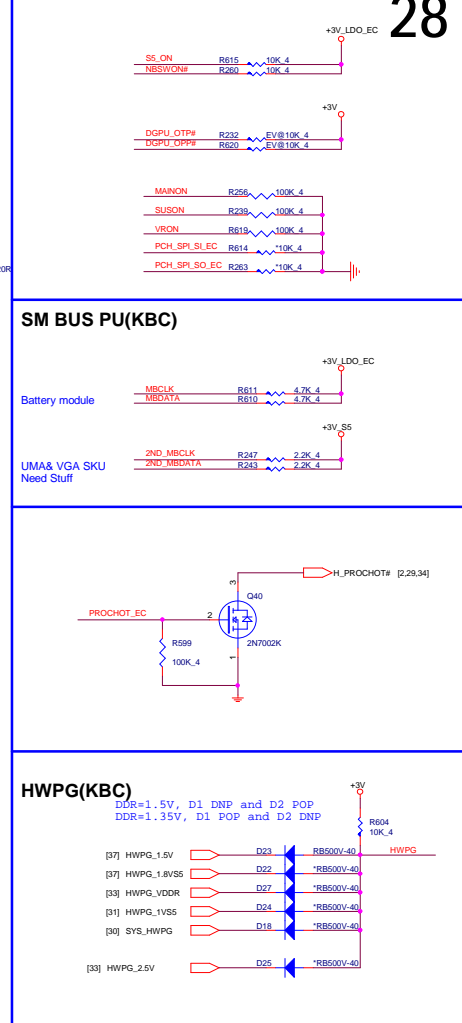 28
+3V_LDO_EC
S5_ON R615 10K_4
NBSWON# R260 10K_4
+3V
DGPU_OTP# R232 EV@10K_4
DGPU_OPP# R620 EV@10K_4
MAINON R256 100K_4
SUSON R239 100K_4
VRON R619 100K_4
PCH_SPI_SI_EC R614 *10K_4
PCH_SPI_SO_EC R263 *10K_4
20R
SM BUS PU(KBC)
+3V_LDO_EC
MBCLK R611 4.7K_4
Battery module MBDATA R610 4.7K_4
+3V_S5
2ND_MBCLK R247 2.2K_4
UMA& VGA SKU 2ND_MBDATA R243 2.2K_4
Need Stuff
H_PROCHOT# [2,29,34]
3
Q40
PROCHOT_EC 2
2N7002K
R599
1
100K_4
HWPG(KBC)
+3V
DDR=1.5V, D1 DNP and D2 POP
DDR=1.35V, D1 POP and D2 DNP
R604
10K_4
[37] HWPG_1.5V D23 RB500V-40 HWPG
[37] HWPG_1.8VS5 D22 *RB500V-40
[33] HWPG_VDDR D27 *RB500V-40
[31] HWPG_1VS5 D24 *RB500V-40
[30] SYS_HWPG D18 *RB500V-40
[33] HWPG_2.5V D25 *RB500V-40